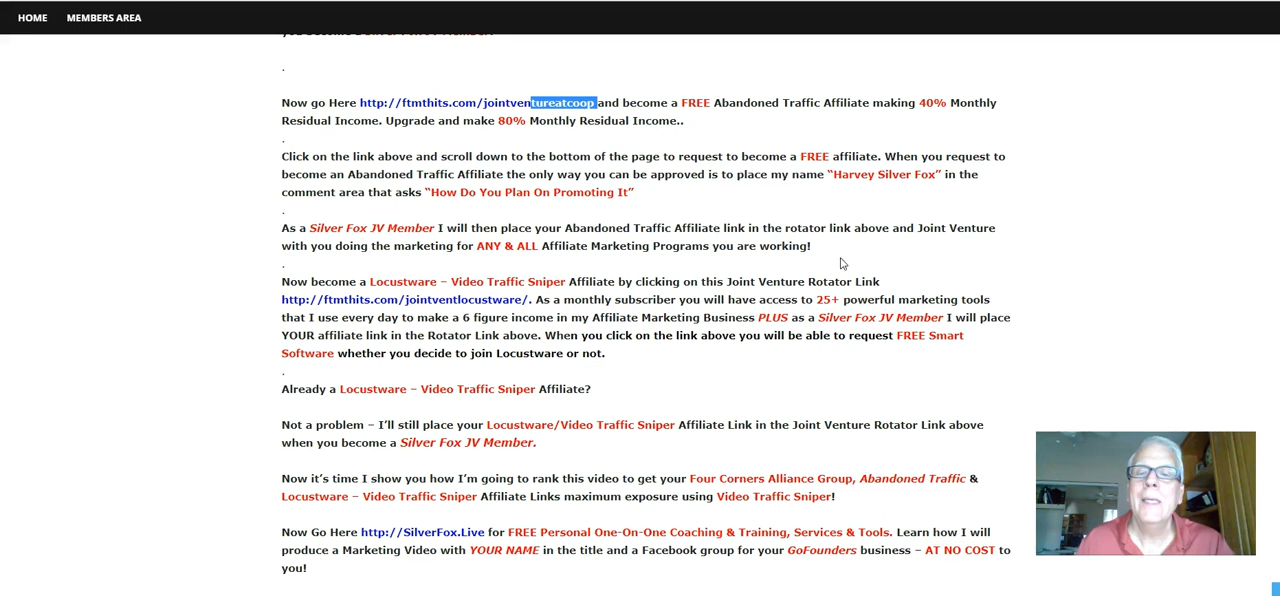 HOME MEMBERS AREA
you become a Silver Fox JV Member.
.
Now go Here http://ftmthits.com/jointventureatcoop and become a FREE Abandoned Traffic Affiliate making 40% Monthly
Residual Income. Upgrade and make 80% Monthly Residual Income..
.
Click on the link above and scroll down to the bottom of the page to request to become a FREE affiliate. When you request to
become an Abandoned Traffic Affiliate the only way you can be approved is to place my name “Harvey Silver Fox” in the
comment area that asks “How Do You Plan On Promoting It”
.
As a Silver Fox JV Member I will then place your Abandoned Traffic Affiliate link in the rotator link above and Joint Venture
with you doing the marketing for ANY & ALL Affiliate Marketing Programs you are working!
.
Now become a Locustware – Video Traffic Sniper Affiliate by clicking on this Joint Venture Rotator Link
http://ftmthits.com/jointventlocustware/. As a monthly subscriber you will have access to 25+ powerful marketing tools
that I use every day to make a 6 figure income in my Affiliate Marketing Business PLUS as a Silver Fox JV Member I will place
YOUR affiliate link in the Rotator Link above. When you click on the link above you will be able to request FREE Smart
Software whether you decide to join Locustware or not.
.
Already a Locustware – Video Traffic Sniper Affiliate?
Not a problem – I’ll still place your Locustware/Video Traffic Sniper Affiliate Link in the Joint Venture Rotator Link above
when you become a Silver Fox JV Member.
Now it’s time I show you how I’m going to rank this video to get your Four Corners Alliance Group, Abandoned Traffic &
Locustware – Video Traffic Sniper Affiliate Links maximum exposure using Video Traffic Sniper!
Now Go Here http://SilverFox.Live for FREE Personal One-On-One Coaching & Training, Services & Tools. Learn how I will
produce a Marketing Video with YOUR NAME in the title and a Facebook group for your GoFounders business – AT NO COST to
you!